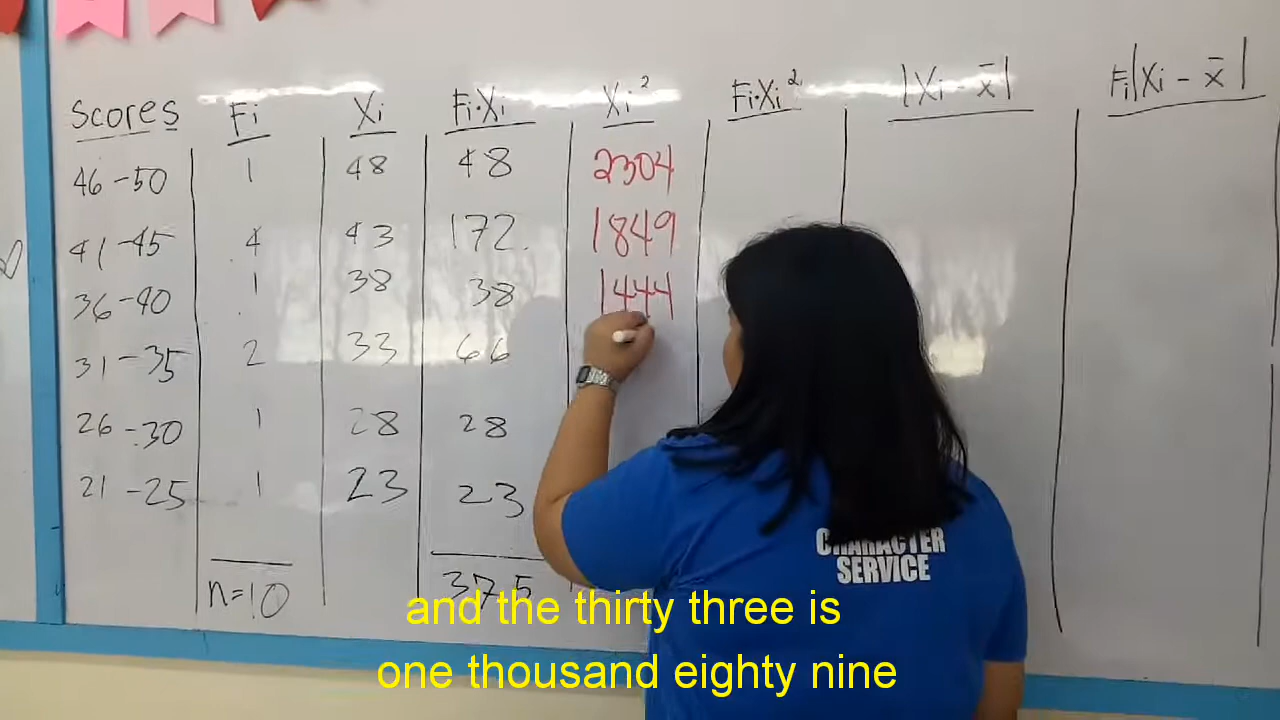 Scores Fi Xi Fi·Xi Xi² Fi·Xi² |Xi - x̄| Fi|Xi - x̄|
46-50 1 48 48 2304
41-45 4 43 172. 1849
36-40 1 38 38 1444
31-35 2 33 66
26-30 1 28 28
21-25 1 23 23
n=10 375
CHARACTER
SERVICE
and the thirty three is
one thousand eighty nine